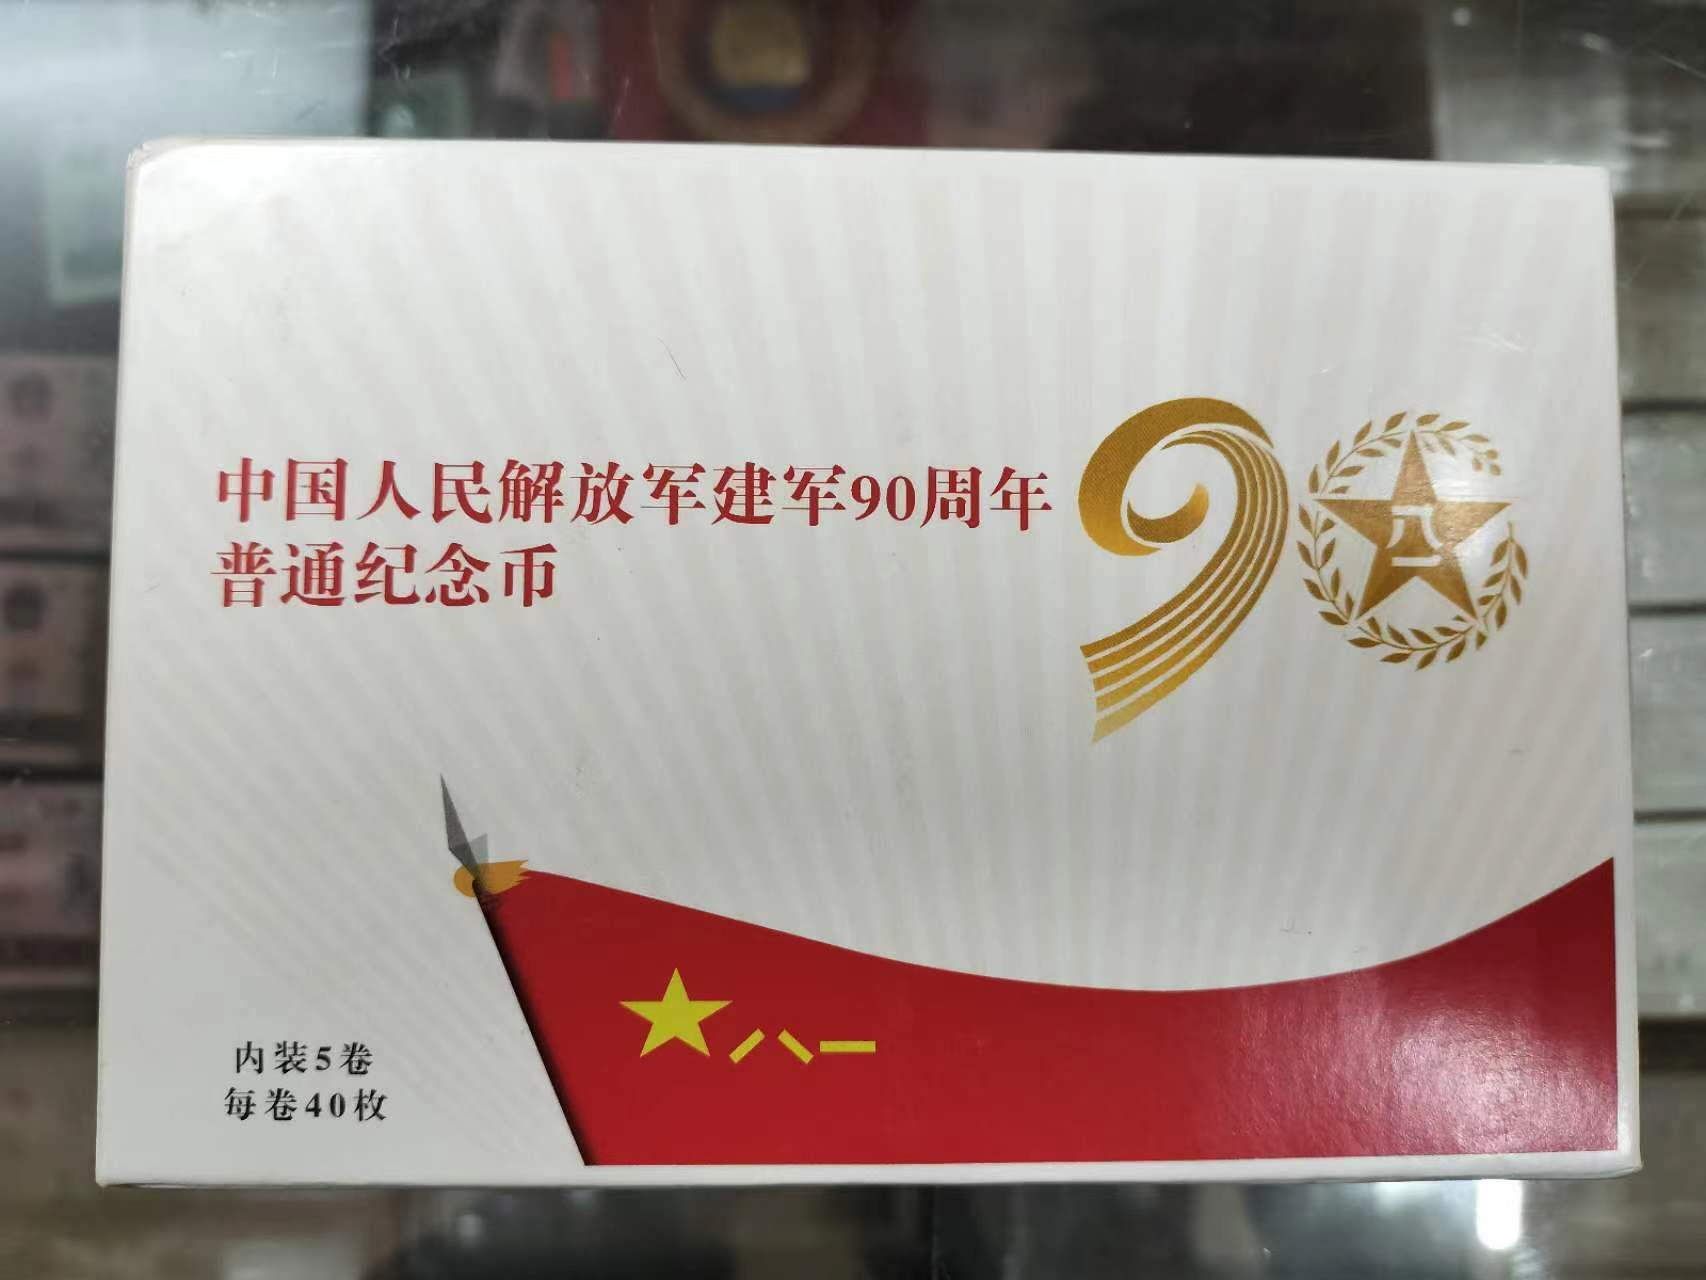 中国人民解放军建军90周年
普通纪念币
90
八一
八一
内装5卷
每卷40枚